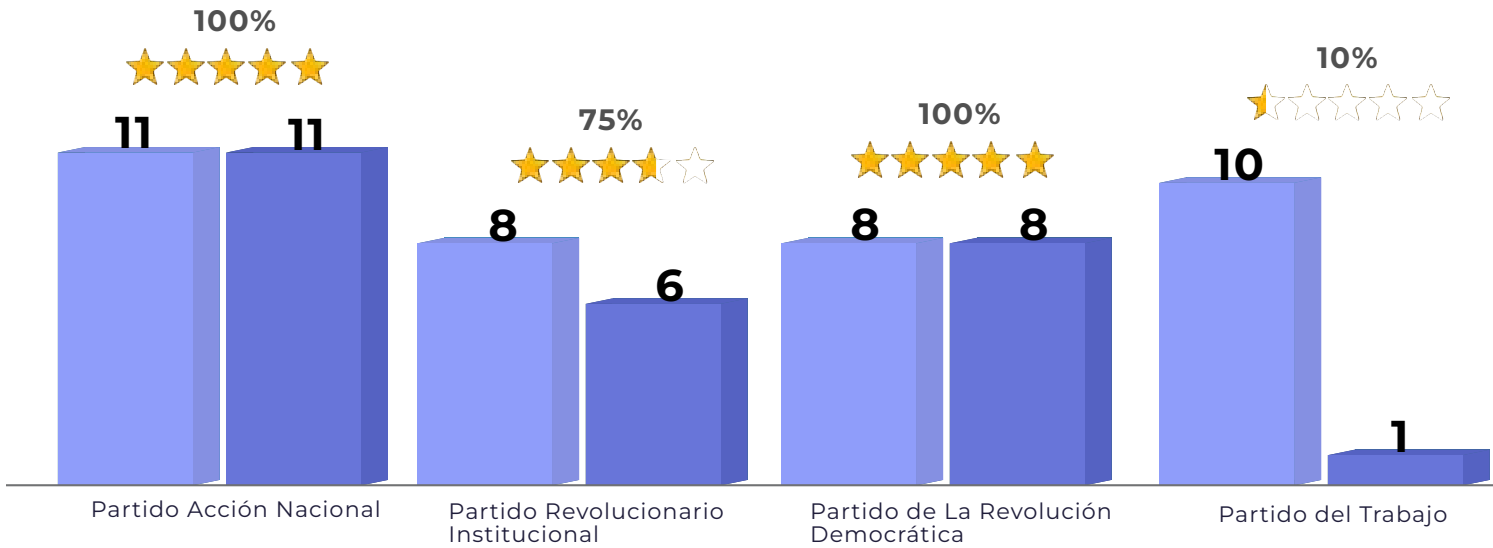 100%
11
11
Partido Acción Nacional
75%
8
6
Partido Revolucionario
Institucional
100%
8
8
Partido de La Revolución
Democrática
10%
10
1
Partido del Trabajo